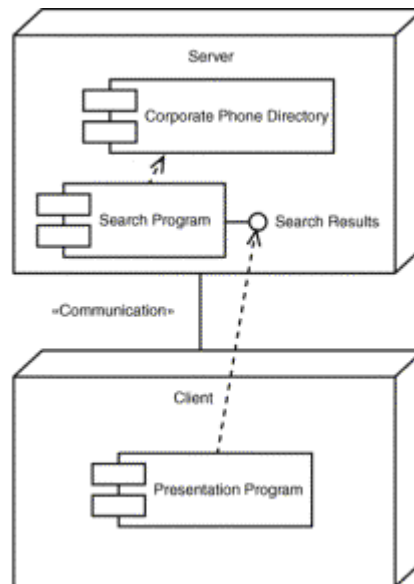 Server
Corporate Phone Directory
Search Program
Search Results
«Communication»
Client
Presentation Program